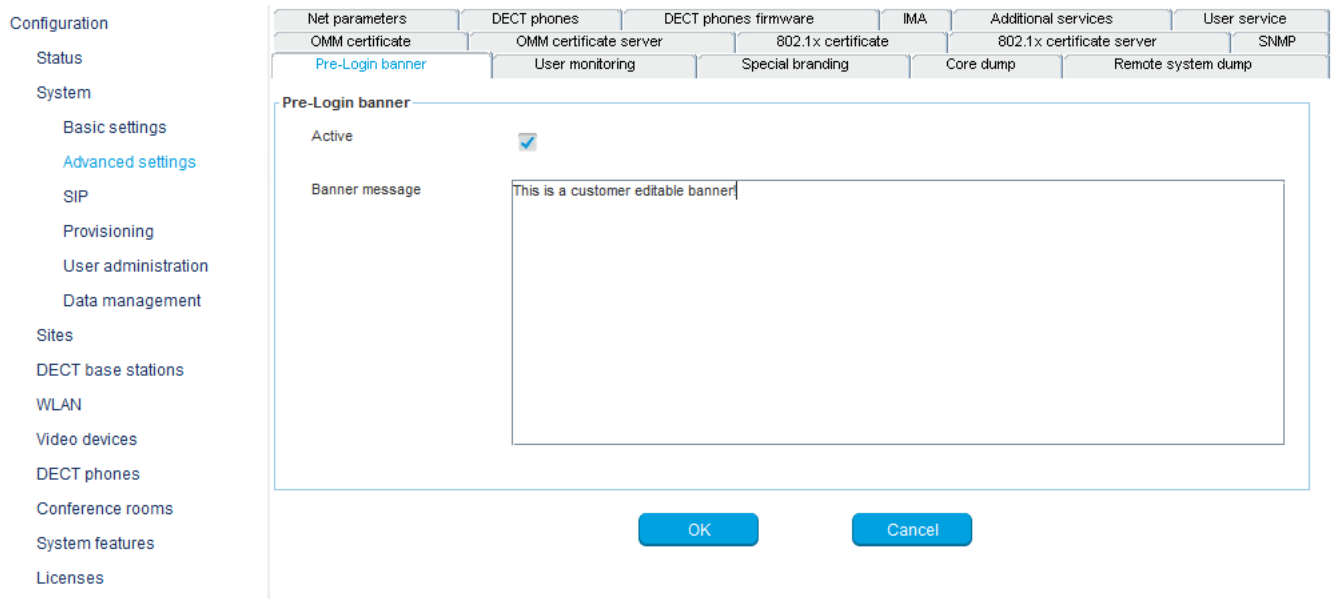 Configuration
Status
System
Basic settings
Advanced settings
SIP
Provisioning
User administration
Data management
Sites
DECT base stations
WLAN
Video devices
DECT phones
Conference rooms
System features
Licenses
Net parameters DECT phones DECT phones firmware IMA Additional services User service
OMM certificate OMM certificate server 802.1x certificate 802.1x certificate server SNMP
Pre-Login banner User monitoring Special branding Core dump Remote system dump
Pre-Login banner
Active
Banner message
This is a customer editable banner!
OK Cancel